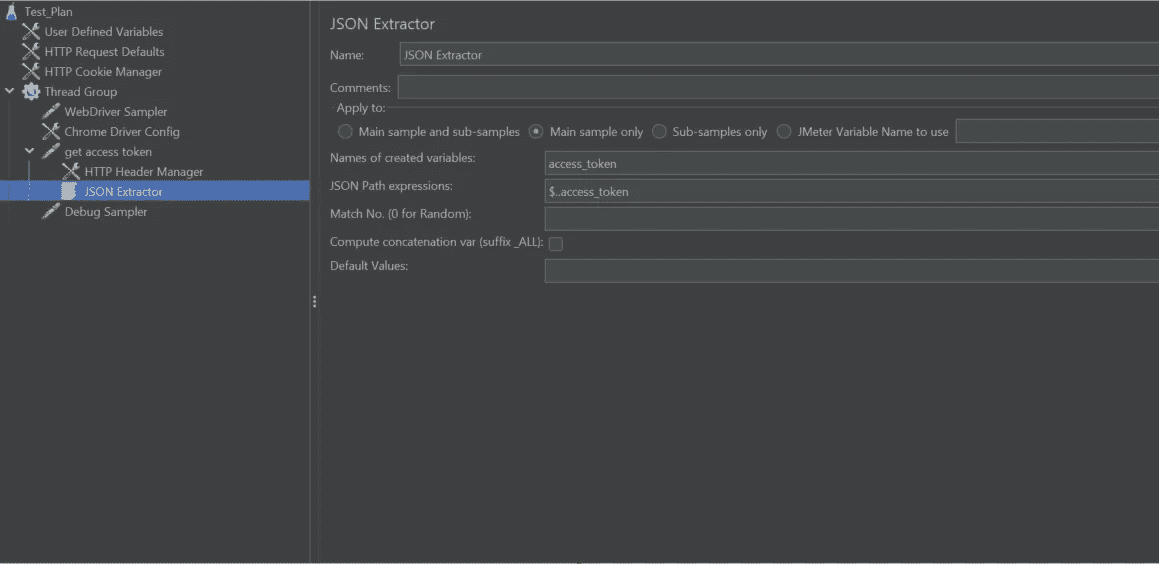 Test_Plan
User Defined Variables
HTTP Request Defaults
HTTP Cookie Manager
Thread Group
WebDriver Sampler
Chrome Driver Config
get access token
HTTP Header Manager
JSON Extractor
Debug Sampler
JSON Extractor
Name: JSON Extractor
Comments:
Apply to:
Main sample and sub-samples Main sample only Sub-samples only JMeter Variable Name to use
Names of created variables: access_token
JSON Path expressions: $..access_token
Match No. (0 for Random):
Compute concatenation var (suffix _ALL):
Default Values: